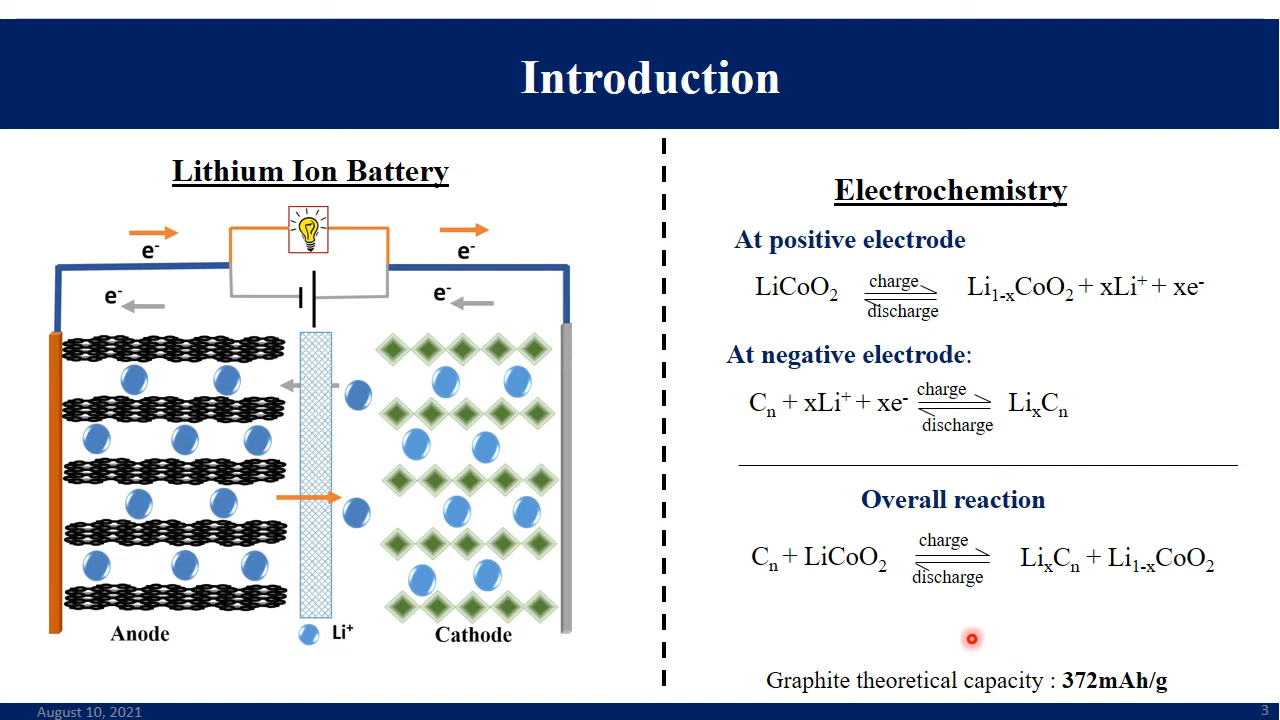 Introduction
Lithium Ion Battery
e-
e-
e-
e-
Anode
Li+
Cathode
Electrochemistry
At positive electrode
LiCoO2 charge discharge Li1-xCoO2 + xLi+ + xe-
At negative electrode:
Cn + xLi+ + xe- charge discharge LixCn
Overall reaction
Cn + LiCoO2 charge discharge LixCn + Li1-xCoO2
Graphite theoretical capacity : 372mAh/g
August 10, 2021
3